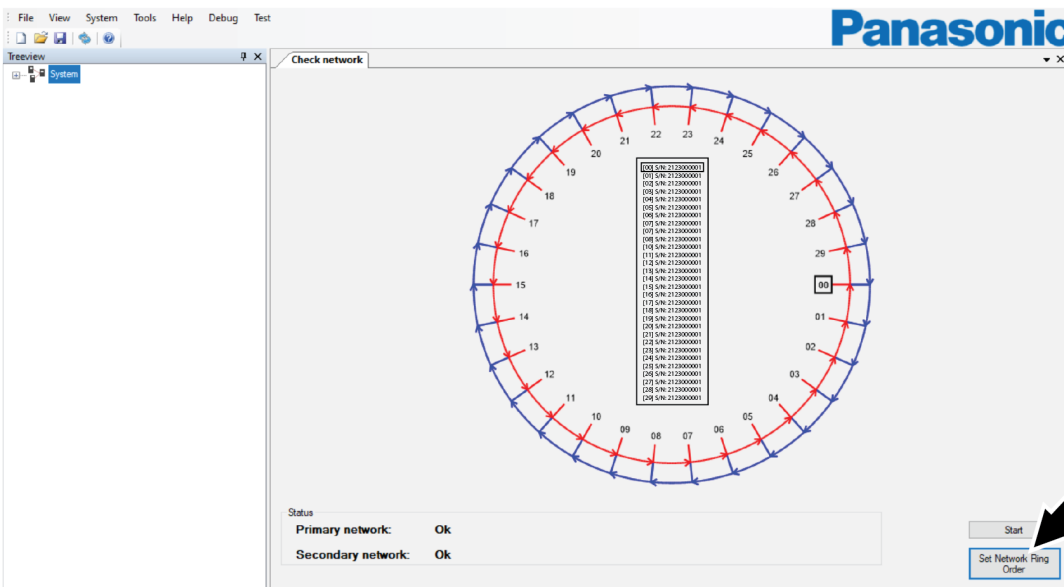 File View System Tools Help Debug Test
Panasonic
Treeview
System
Check network
22 23
21 24
20 25
19 26
18 27
17 28
16 29
15 00
14 01
13 02
12 03
11 04
10 05
09 06
08 07
[00] S/N: 2123000001
[01] S/N: 2123000001
[02] S/N: 2123000001
[03] S/N: 2123000001
[04] S/N: 2123000001
[05] S/N: 2123000001
[06] S/N: 2123000001
[07] S/N: 2123000001
[07] S/N: 2123000001
[08] S/N: 2123000001
[10] S/N: 2123000001
[11] S/N: 2123000001
[12] S/N: 2123000001
[13] S/N: 2123000001
[14] S/N: 2123000001
[15] S/N: 2123000001
[16] S/N: 2123000001
[17] S/N: 2123000001
[18] S/N: 2123000001
[19] S/N: 2123000001
[20] S/N: 2123000001
[21] S/N: 2123000001
[22] S/N: 2123000001
[23] S/N: 2123000001
[24] S/N: 2123000001
[25] S/N: 2123000001
[26] S/N: 2123000001
[27] S/N: 2123000001
[28] S/N: 2123000001
[29] S/N: 2123000001
Status
Primary network: Ok
Secondary network: Ok
Start
Set Network Ring
Order